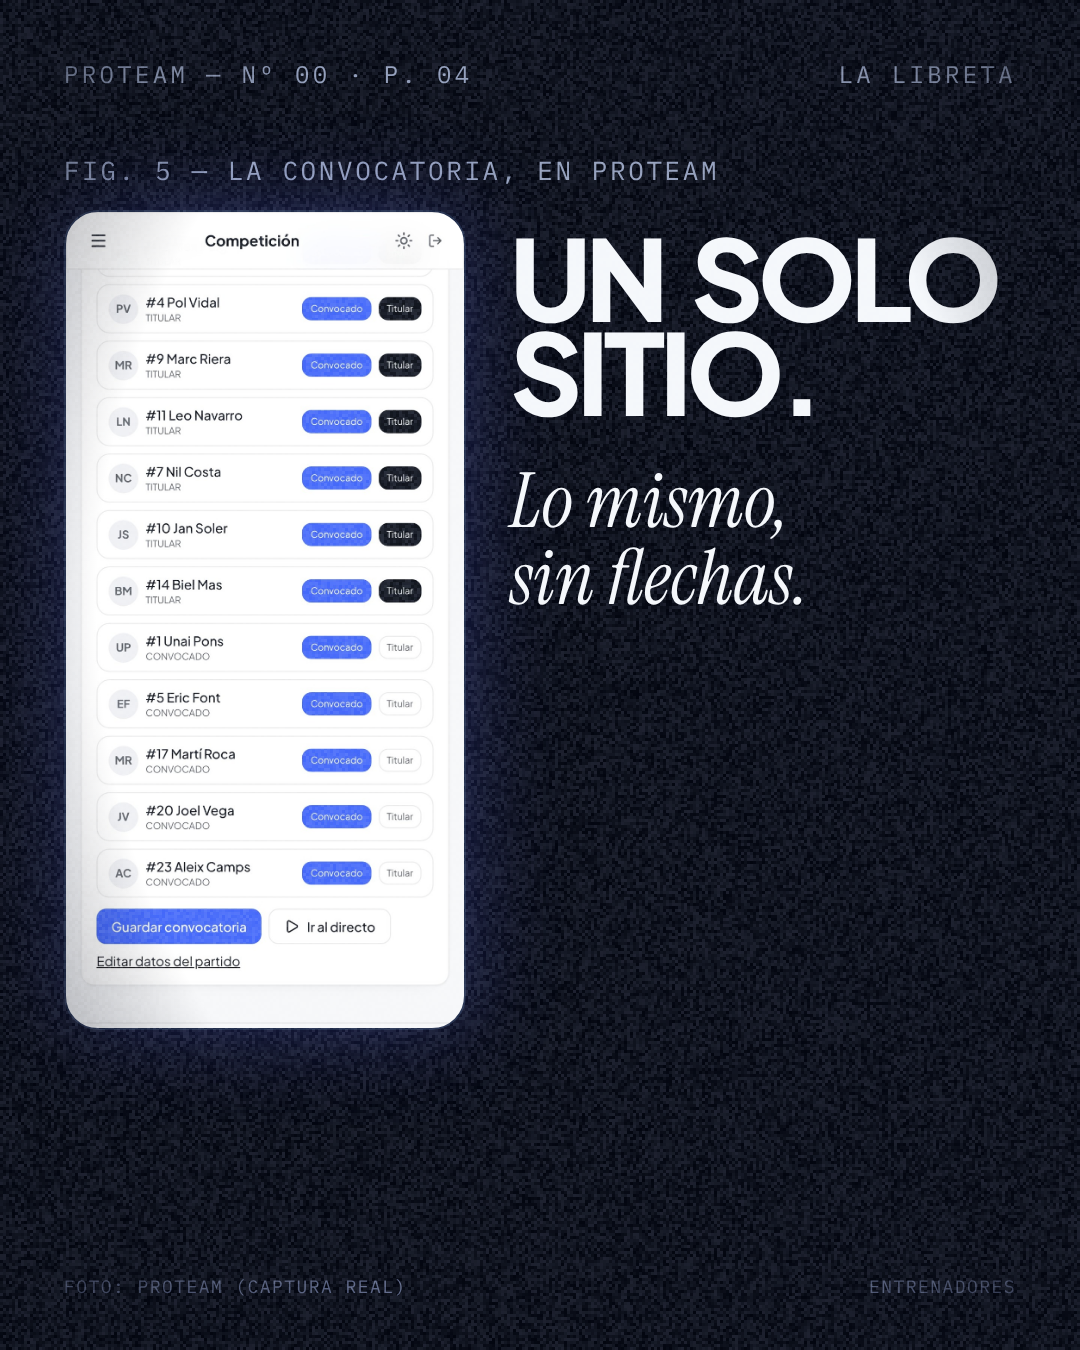 PROTEAM — Nº 00 · P. 04
LA LIBRETA
FIG. 5 — LA CONVOCATORIA, EN PROTEAM
Competición
PV #4 Pol Vidal Convocado Titular
TITULAR
MR #9 Marc Riera Convocado Titular
TITULAR
LN #11 Leo Navarro Convocado Titular
TITULAR
NC #7 Nil Costa Convocado Titular
TITULAR
JS #10 Jan Soler Convocado Titular
TITULAR
BM #14 Biel Mas Convocado Titular
TITULAR
UP #1 Unai Pons Convocado Titular
CONVOCADO
EF #5 Eric Font Convocado Titular
CONVOCADO
MR #17 Martí Roca Convocado Titular
CONVOCADO
JV #20 Joel Vega Convocado Titular
CONVOCADO
AC #23 Aleix Camps Convocado Titular
CONVOCADO
Guardar convocatoria Ir al directo
Editar datos del partido
UN SOLO
SITIO.
Lo mismo,
sin flechas.
FOTO: PROTEAM (CAPTURA REAL)
ENTRENADORES